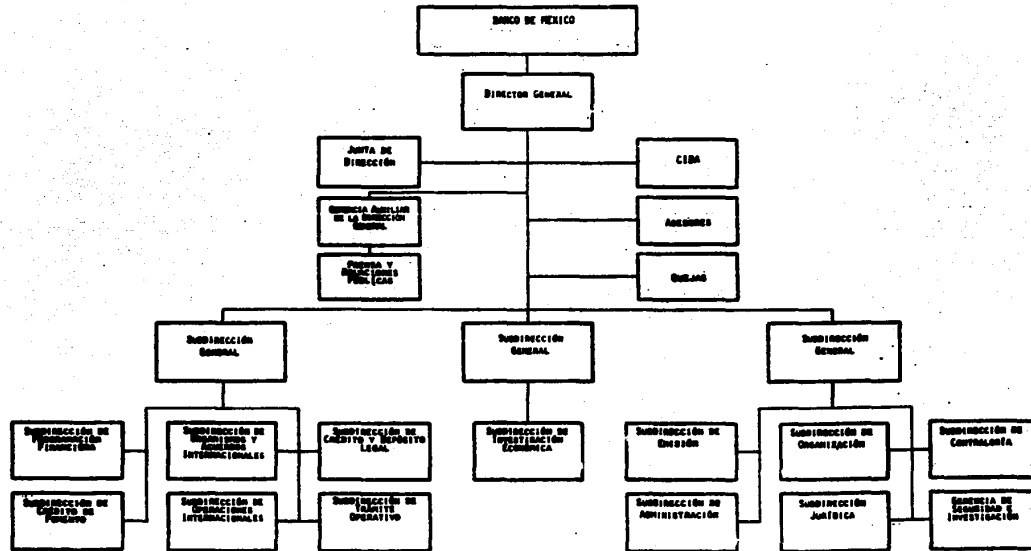 BANCO DE MEXICO
DIRECTOR GENERAL
JUNTA DE
DIRECCIÓN
CIDA
GERENCIA AUXILIAR
DE LA DIRECCIÓN
GENERAL
ASESORES
PRENSA Y
RELACIONES
PÚBLICAS
QUEJAS
SUBDIRECCIÓN
GENERAL
SUBDIRECCIÓN
GENERAL
SUBDIRECCIÓN
GENERAL
SUBDIRECCIÓN DE
PROGRAMACIÓN
FINANCIERA
SUBDIRECCIÓN DE
ORGANISMOS Y
ACUERDOS
INTERNACIONALES
SUBDIRECCIÓN DE
CRÉDITO Y DEPÓSITO
LEGAL
SUBDIRECCIÓN
DE INVESTIGACIÓN
ECONÓMICA
SUBDIRECCIÓN DE
EMISIÓN
SUBDIRECCIÓN DE
ORGANIZACIÓN
SUBDIRECCIÓN DE
CONTRALORÍA
SUBDIRECCIÓN DE
CRÉDITO DE
FOMENTO
SUBDIRECCIÓN DE
OPERACIONES
INTERNACIONALES
SUBDIRECCIÓN DE
TRÁMITE
OPERATIVO
SUBDIRECCIÓN DE
ADMINISTRACIÓN
SUBDIRECCIÓN
JURÍDICA
GERENCIA DE
SEGURIDAD E
INVESTIGACIÓN